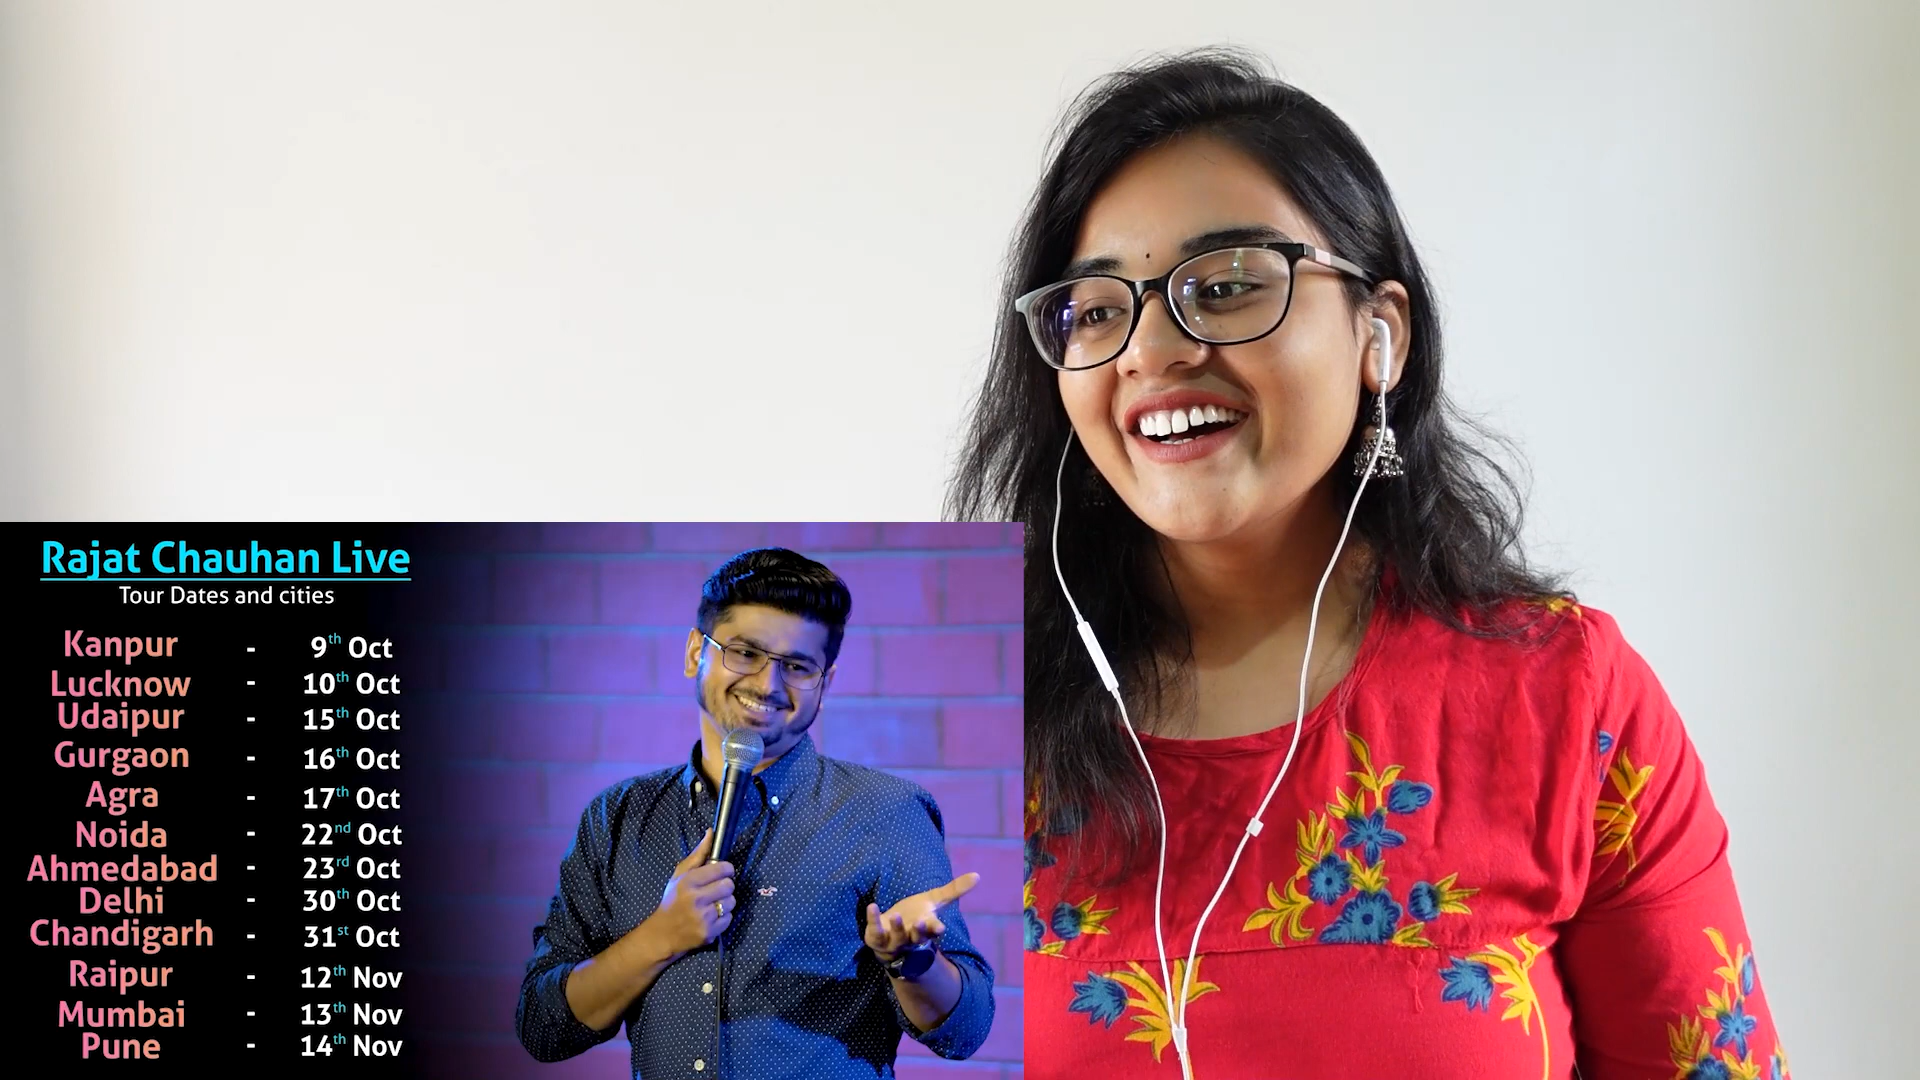 Rajat Chauhan Live
Tour Dates and cities
Kanpur - 9th Oct
Lucknow - 10th Oct
Udaipur - 15th Oct
Gurgaon - 16th Oct
Agra - 17th Oct
Noida - 22nd Oct
Ahmedabad - 23rd Oct
Delhi - 30th Oct
Chandigarh - 31st Oct
Raipur - 12th Nov
Mumbai - 13th Nov
Pune - 14th Nov